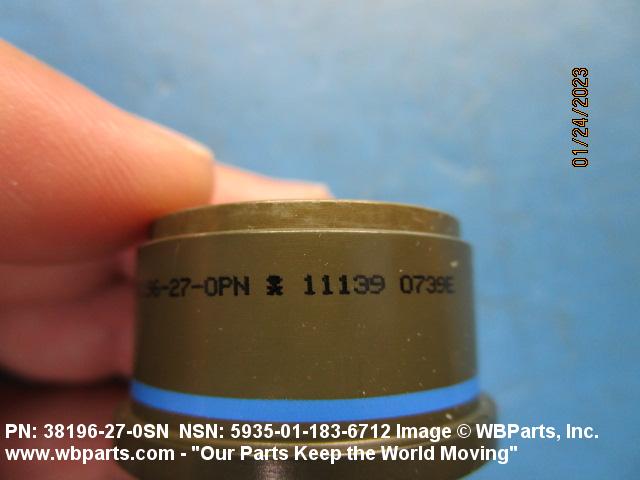 01/24/2023
96-27-0PN 11139 0739E
PN: 38196-27-0SN NSN: 5935-01-183-6712 Image © WBParts, Inc.
www.wbparts.com - "Our Parts Keep the World Moving"